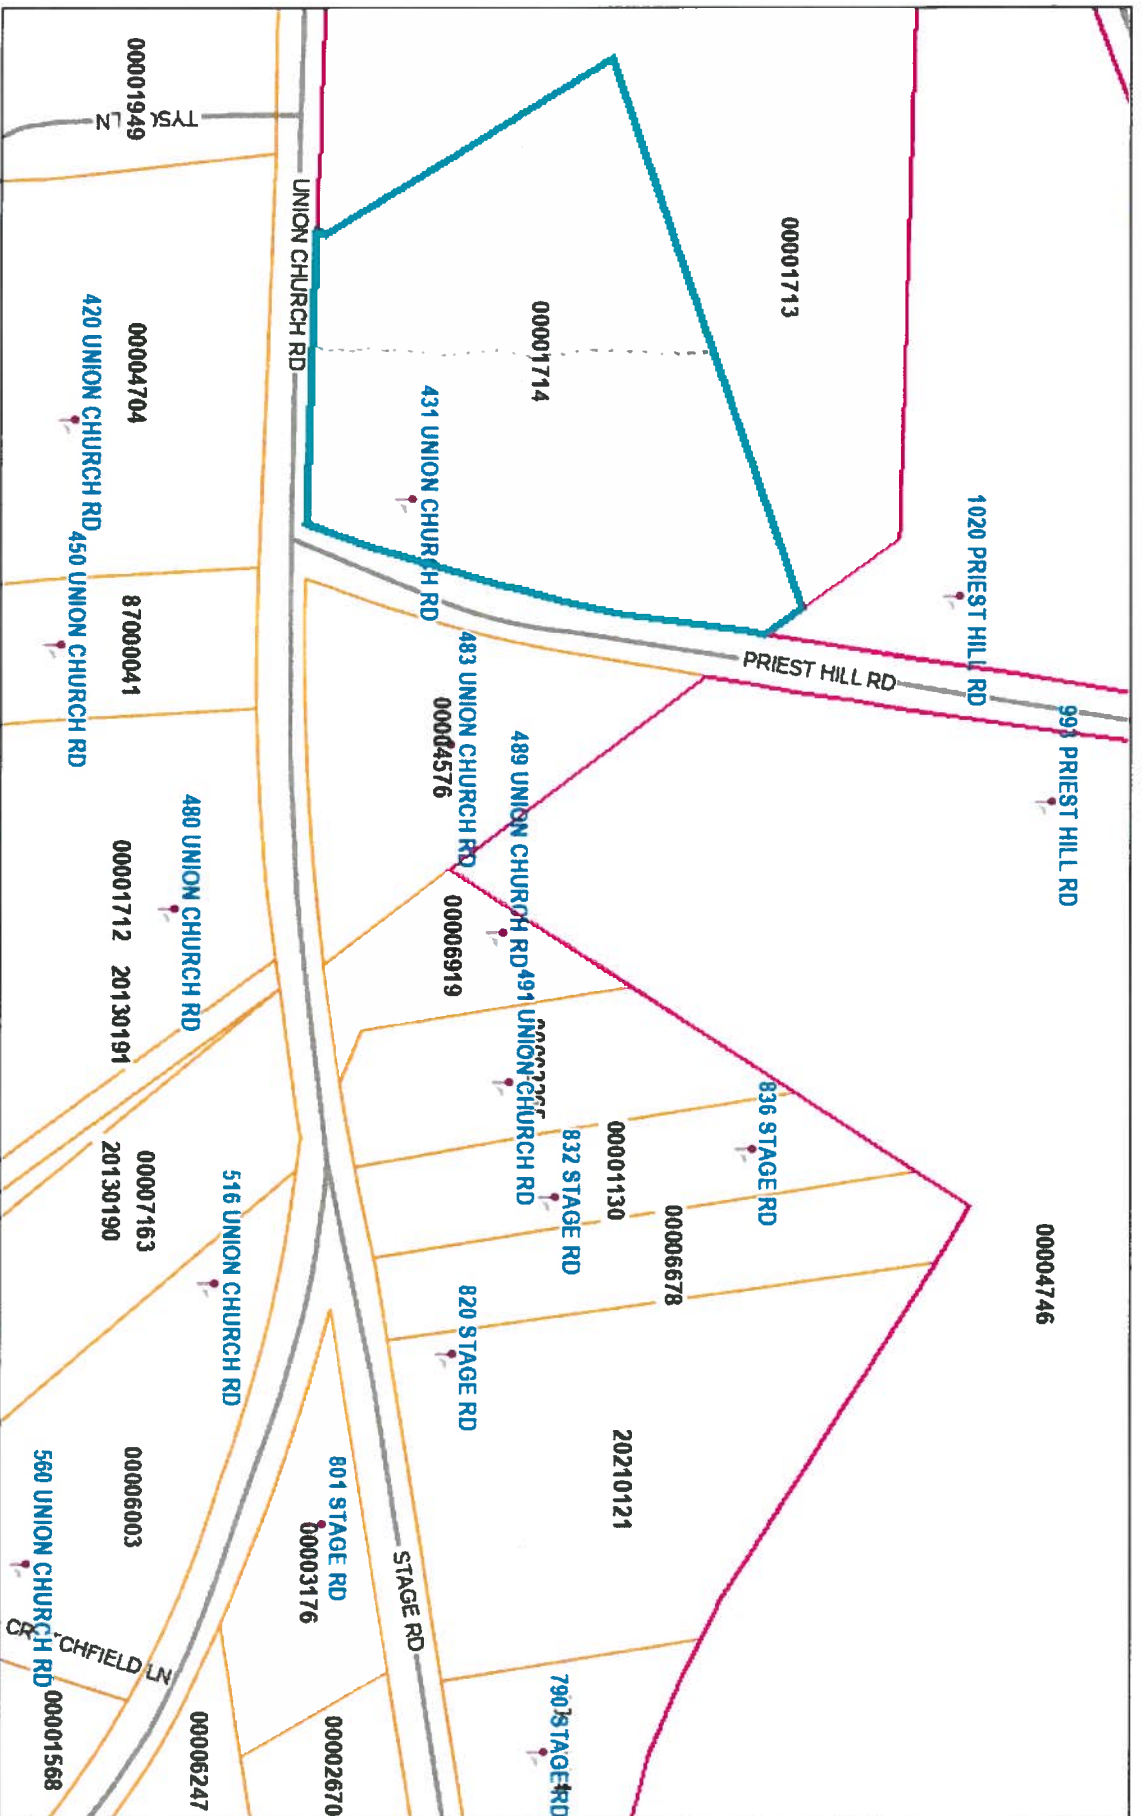 1020 PRIEST HILL RD
993 PRIEST HILL RD
00004746
00001713
PRIEST HILL RD
836 STAGE RD
00006678
00001130
832 STAGE RD
20210121
00001714
431 UNION CHURCH RD
483 UNION CHURCH RD
00004576
489 UNION CHURCH RD
00006919
491 UNION CHURCH RD
820 STAGE RD
790 STAGE RD
STAGE RD
UNION CHURCH RD
801 STAGE RD
00003176
00002670
00001949
TYS LN
00004704
420 UNION CHURCH RD
87000041
450 UNION CHURCH RD
480 UNION CHURCH RD
00001712
20130191
00007163
20130190
516 UNION CHURCH RD
00006003
560 UNION CHURCH RD
CHFIELD LN
00001568
00006247